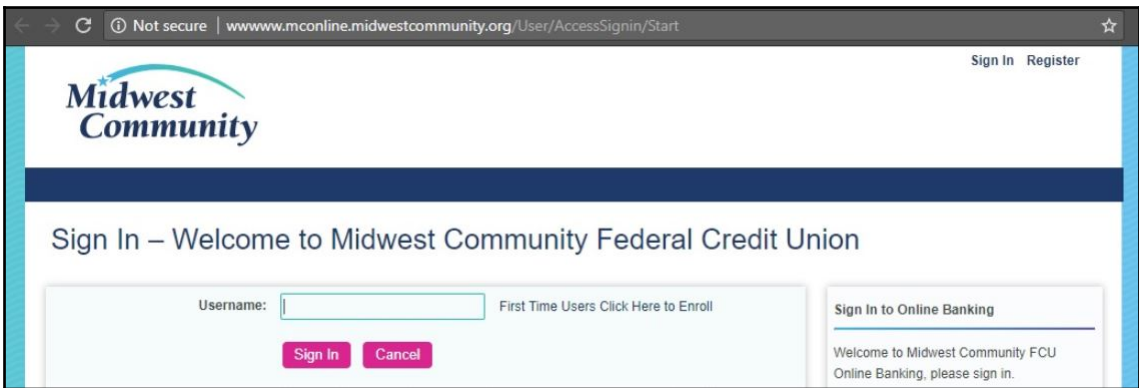 Not secure | wwwww.mconline.midwestcommunity.org/User/AccessSignin/Start
Sign In Register
Midwest
Community
Sign In – Welcome to Midwest Community Federal Credit Union
Username:
First Time Users Click Here to Enroll
Sign In Cancel
Sign In to Online Banking
Welcome to Midwest Community FCU
Online Banking, please sign in.